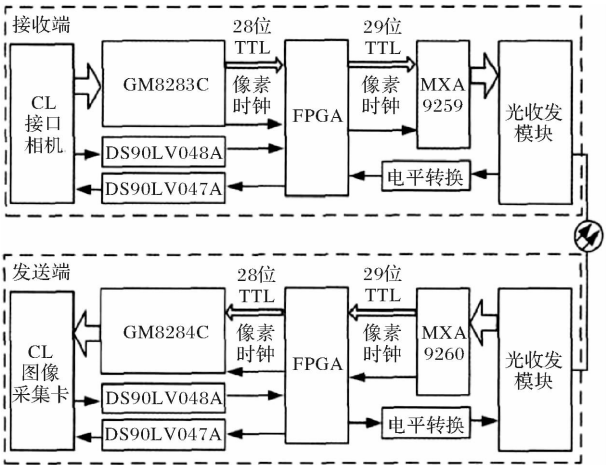 接收端
CL
接口
相机
GM8283C
DS90LV048A
DS90LV047A
28位
TTL
像素
时钟
FPGA
29位
TTL
像素
时钟
MXA
9259
电平转换
光收发
模块
发送端
CL
图像
采集卡
GM8284C
DS90LV048A
DS90LV047A
28位
TTL
像素
时钟
FPGA
29位
TTL
像素
时钟
MXA
9260
电平转换
光收发
模块